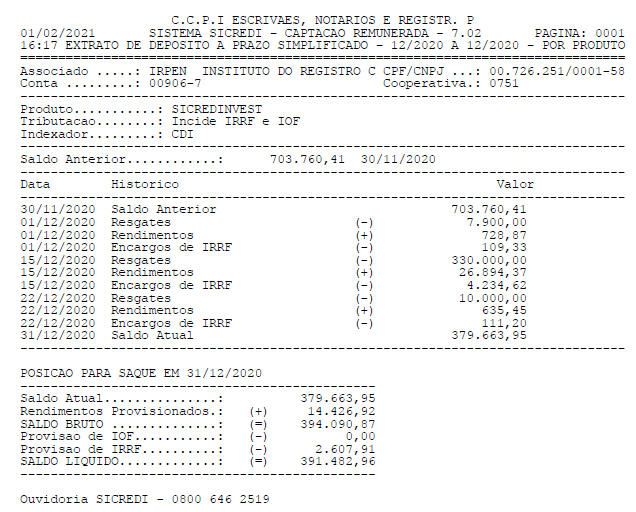 C.C.P.I ESCRIVAES, NOTARIOS E REGISTR. P
01/02/2021 SISTEMA SICREDI - CAPTACAO REMUNERADA - 7.02 PAGINA: 0001
16:17 EXTRATO DE DEPOSITO A PRAZO SIMPLIFICADO - 12/2020 A 12/2020 - POR PRODUTO
================================================================================
Associado .....: IRPEN INSTITUTO DO REGISTRO C CPF/CNPJ ...: 00.726.251/0001-58
Conta .........: 00906-7 Cooperativa.: 0751
--------------------------------------------------------------------------------
Produto...........: SICREDINVEST
Tributacao........: Incide IRRF e IOF
Indexador.........: CDI
--------------------------------------------------------------------------------
Saldo Anterior............: 703.760,41 30/11/2020
--------------------------------------------------------------------------------
Data Historico Valor
--------------------------------------------------------------------------------
30/11/2020 Saldo Anterior 703.760,41
01/12/2020 Resgates (-) 7.900,00
01/12/2020 Rendimentos (+) 728,87
01/12/2020 Encargos de IRRF (-) 109,33
15/12/2020 Resgates (-) 330.000,00
15/12/2020 Rendimentos (+) 26.894,37
15/12/2020 Encargos de IRRF (-) 4.234,62
22/12/2020 Resgates (-) 10.000,00
22/12/2020 Rendimentos (+) 635,45
22/12/2020 Encargos de IRRF (-) 111,20
31/12/2020 Saldo Atual 379.663,95
--------------------------------------------------------------------------------
POSICAO PARA SAQUE EM 31/12/2020
-----------------------------------------------
Saldo Atual...............: 379.663,95
Rendimentos Provisionados.: (+) 14.426,92
SALDO BRUTO ..............: (=) 394.090,87
Provisao de IOF...........: (-) 0,00
Provisao de IRRF..........: (-) 2.607,91
SALDO LIQUIDO.............: (=) 391.482,96
-----------------------------------------------
Ouvidoria SICREDI - 0800 646 2519